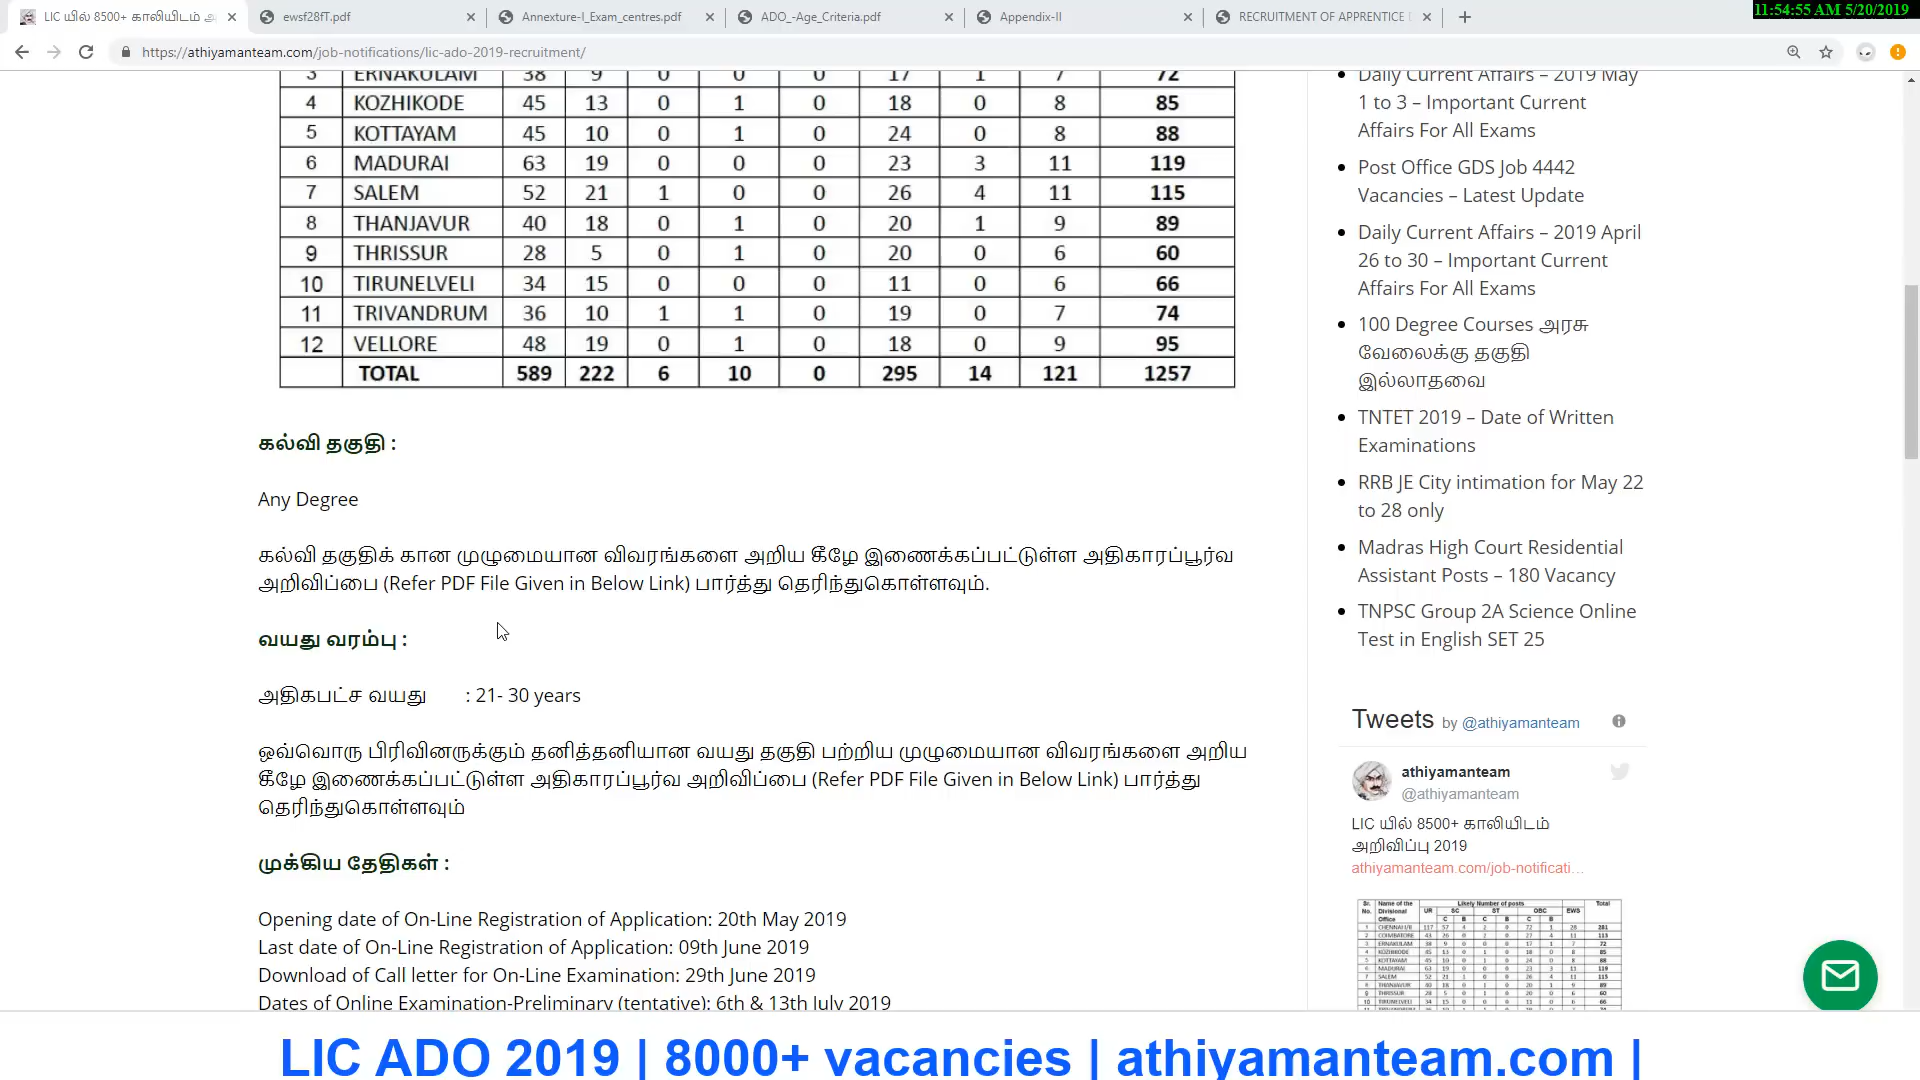 LIC யில் 8500+ காலியிடம் அ
ewsf28fT.pdf
Annexture-I_Exam_centres.pdf
ADO_-Age_Criteria.pdf
Appendix-II
RECRUITMENT OF APPRENTICE
11:54:55 AM 5/20/2019
https://athiyamanteam.com/job-notifications/lic-ado-2019-recruitment/
3 ERNAKULAM 38 9 0 0 0 17 1 7 72
4 KOZHIKODE 45 13 0 1 0 18 0 8 85
5 KOTTAYAM 45 10 0 1 0 24 0 8 88
6 MADURAI 63 19 0 0 0 23 3 11 119
7 SALEM 52 21 1 0 0 26 4 11 115
8 THANJAVUR 40 18 0 1 0 20 1 9 89
9 THRISSUR 28 5 0 1 0 20 0 6 60
10 TIRUNELVELI 34 15 0 0 0 11 0 6 66
11 TRIVANDRUM 36 10 1 1 0 19 0 7 74
12 VELLORE 48 19 0 1 0 18 0 9 95
TOTAL 589 222 6 10 0 295 14 121 1257
கல்வி தகுதி :
Any Degree
கல்வி தகுதிக் கான முழுமையான விவரங்களை அறிய கீழே இணைக்கப்பட்டுள்ள அதிகாரப்பூர்வ
அறிவிப்பை (Refer PDF File Given in Below Link) பார்த்து தெரிந்துகொள்ளவும்.
வயது வரம்பு :
அதிகபட்ச வயது : 21- 30 years
ஒவ்வொரு பிரிவினருக்கும் தனித்தனியான வயது தகுதி பற்றிய முழுமையான விவரங்களை அறிய
கீழே இணைக்கப்பட்டுள்ள அதிகாரப்பூர்வ அறிவிப்பை (Refer PDF File Given in Below Link) பார்த்து
தெரிந்துகொள்ளவும்
முக்கிய தேதிகள் :
Opening date of On-Line Registration of Application: 20th May 2019
Last date of On-Line Registration of Application: 09th June 2019
Download of Call letter for On-Line Examination: 29th June 2019
Dates of Online Examination-Preliminary (tentative): 6th & 13th July 2019
Daily Current Affairs – 2019 May
1 to 3 – Important Current
Affairs For All Exams
Post Office GDS Job 4442
Vacancies – Latest Update
Daily Current Affairs – 2019 April
26 to 30 – Important Current
Affairs For All Exams
100 Degree Courses அரசு
வேலைக்கு தகுதி
இல்லாதவை
TNTET 2019 – Date of Written
Examinations
RRB JE City intimation for May 22
to 28 only
Madras High Court Residential
Assistant Posts – 180 Vacancy
TNPSC Group 2A Science Online
Test in English SET 25
Tweets by @athiyamanteam
athiyamanteam
@athiyamanteam
LIC யில் 8500+ காலியிடம்
அறிவிப்பு 2019
athiyamanteam.com/job-notificati…
LIC ADO 2019 | 8000+ vacancies | athiyamanteam.com |